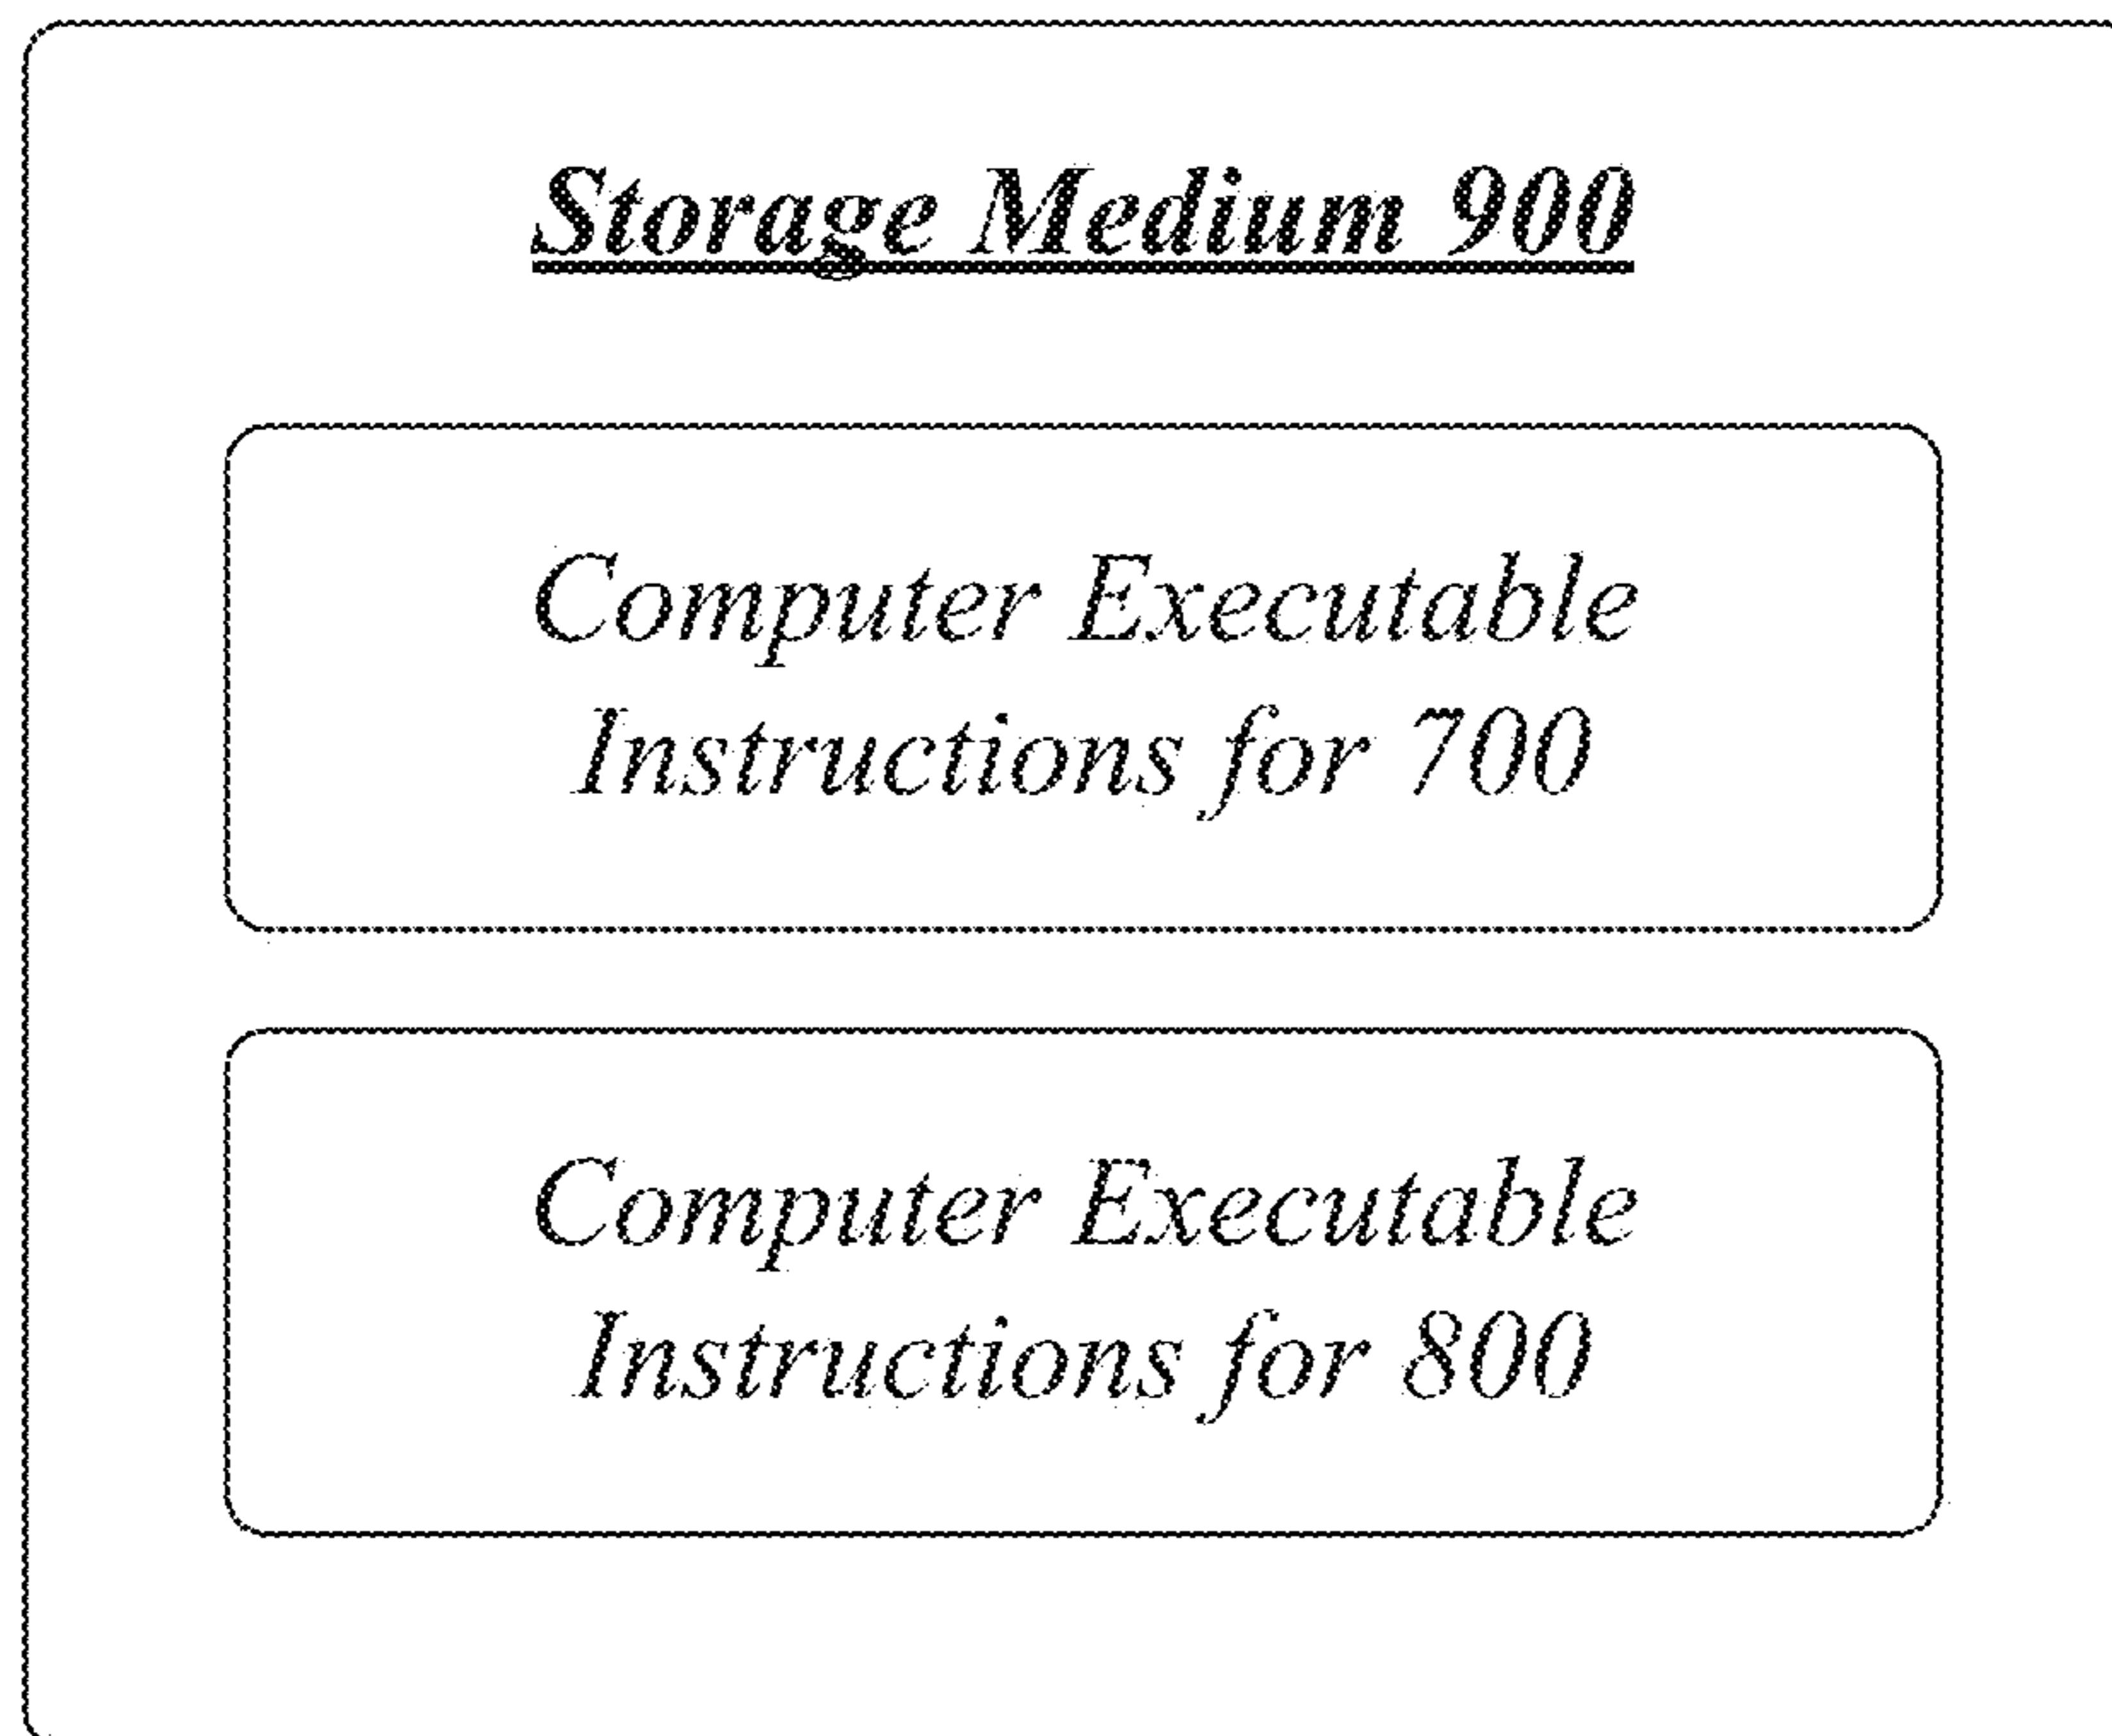 Storage Medium 900
Computer Executable
Instructions for 700
Computer Executable
Instructions for 800